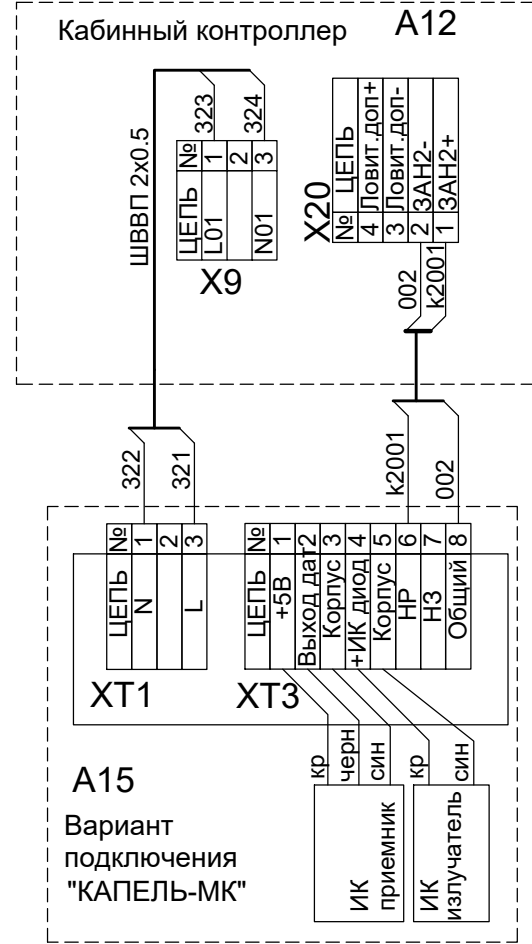 Кабинный контроллер
A12
ШВВП 2x0.5
323
324
ЦЕПЬ №
L01 1
2
N01 3
X9
X20
№ ЦЕПЬ
4 Ловит.доп+
3 Ловит.доп-
2 ЗАН2-
1 ЗАН2+
002
k2001
322
321
k2001
002
ЦЕПЬ №
N 1
2
L 3
XT1
ЦЕПЬ №
+5В 1
Выход дат 2
Корпус 3
+ИК диод 4
Корпус 5
НР 6
НЗ 7
Общий 8
XT3
кр
черн
син
кр
син
A15
Вариант
подключения
"КАПЕЛЬ-МК"
ИК
приемник
ИК
излучатель